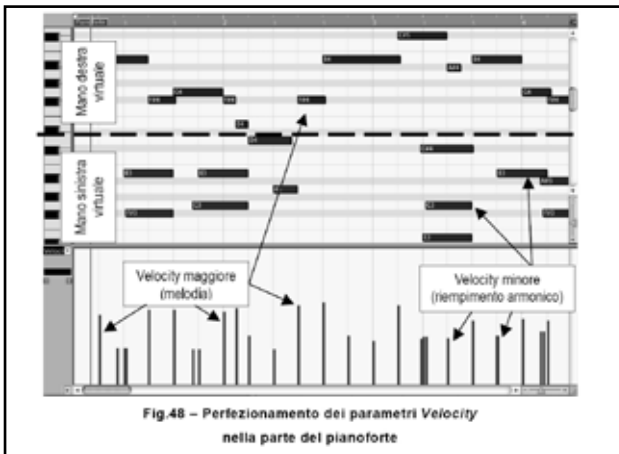 Mano destra
virtuale
Mano sinistra
virtuale
Velocity maggiore
(melodia)
Velocity minore
(riempimento armonico)
Fig.48 – Perfezionamento dei parametri Velocity
nella parte del pianoforte